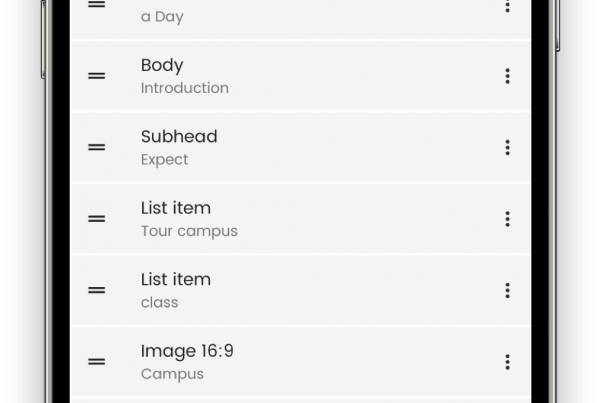 a Day
Body
Introduction
Subhead
Expect
List item
Tour campus
List item
class
Image 16:9
Campus